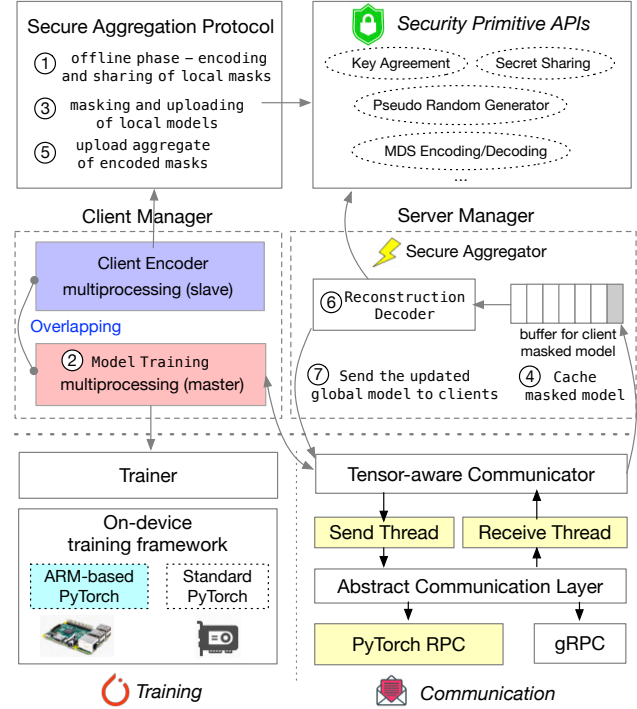 Secure Aggregation Protocol
1 offline phase – encoding
and sharing of local masks
3 masking and uploading
of local models
5 upload aggregate
of encoded masks
Security Primitive APIs
Key Agreement
Secret Sharing
Pseudo Random Generator
MDS Encoding/Decoding
...
Client Manager
Client Encoder
multiprocessing (slave)
Overlapping
2 Model Training
multiprocessing (master)
Server Manager
Secure Aggregator
6 Reconstruction
Decoder
buffer for client
masked model
7 Send the updated
global model to clients
4 Cache
masked model
Trainer
On-device
training framework
ARM-based
PyTorch
Standard
PyTorch
Training
Tensor-aware Communicator
Send Thread
Receive Thread
Abstract Communication Layer
PyTorch RPC
gRPC
Communication